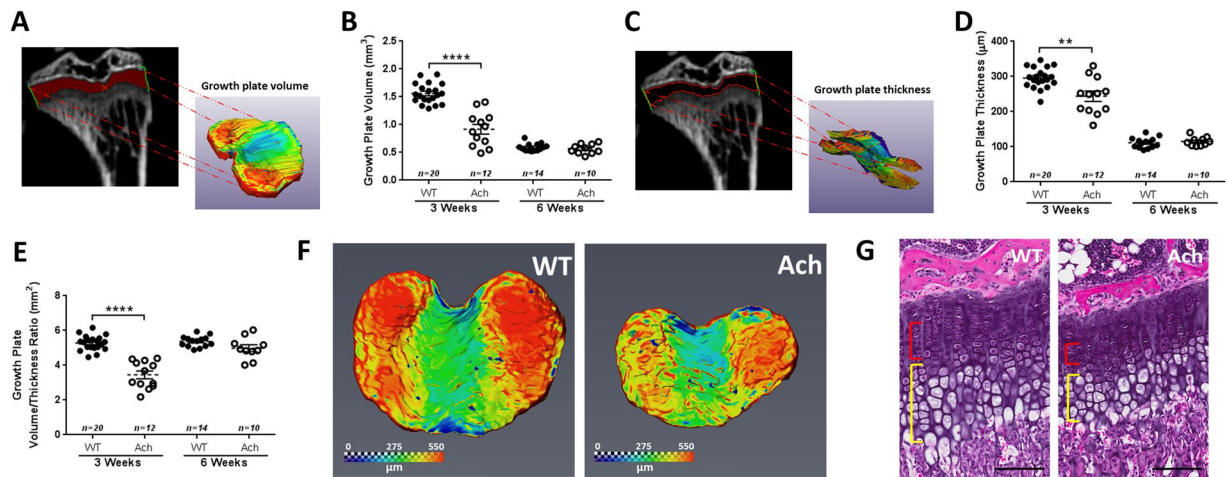 A
Growth plate volume
B
Growth Plate Volume (mm³)
2.5
2.0
1.5
1.0
0.5
0.0
****
n=20 n=12 n=14 n=10
WT Ach WT Ach
3 Weeks 6 Weeks
C
Growth plate thickness
D
Growth Plate Thickness (µm)
400
300
200
100
0
**
n=20 n=12 n=14 n=10
WT Ach WT Ach
3 Weeks 6 Weeks
E
Growth Plate
Volume/Thickness Ratio (mm²)
8
6
4
2
0
****
n=20 n=12 n=14 n=10
WT Ach WT Ach
3 Weeks 6 Weeks
F
WT
0 275 550
µm
Ach
0 275 550
µm
G
WT
Ach